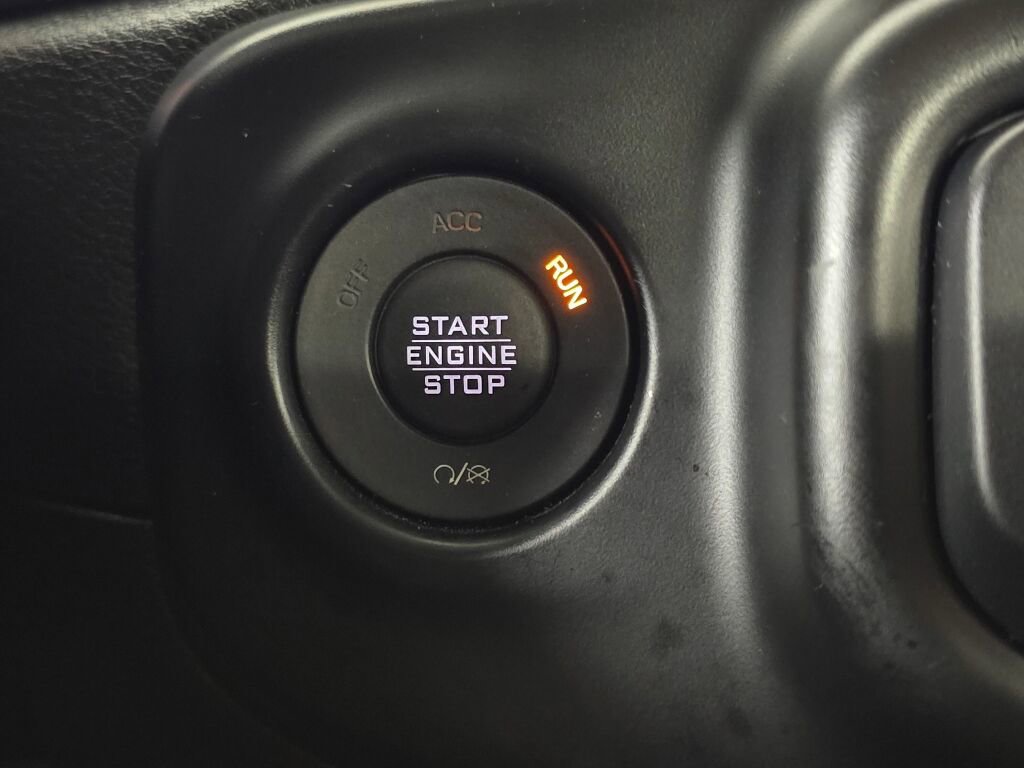 ACC
OFF
RUN
START
ENGINE
STOP